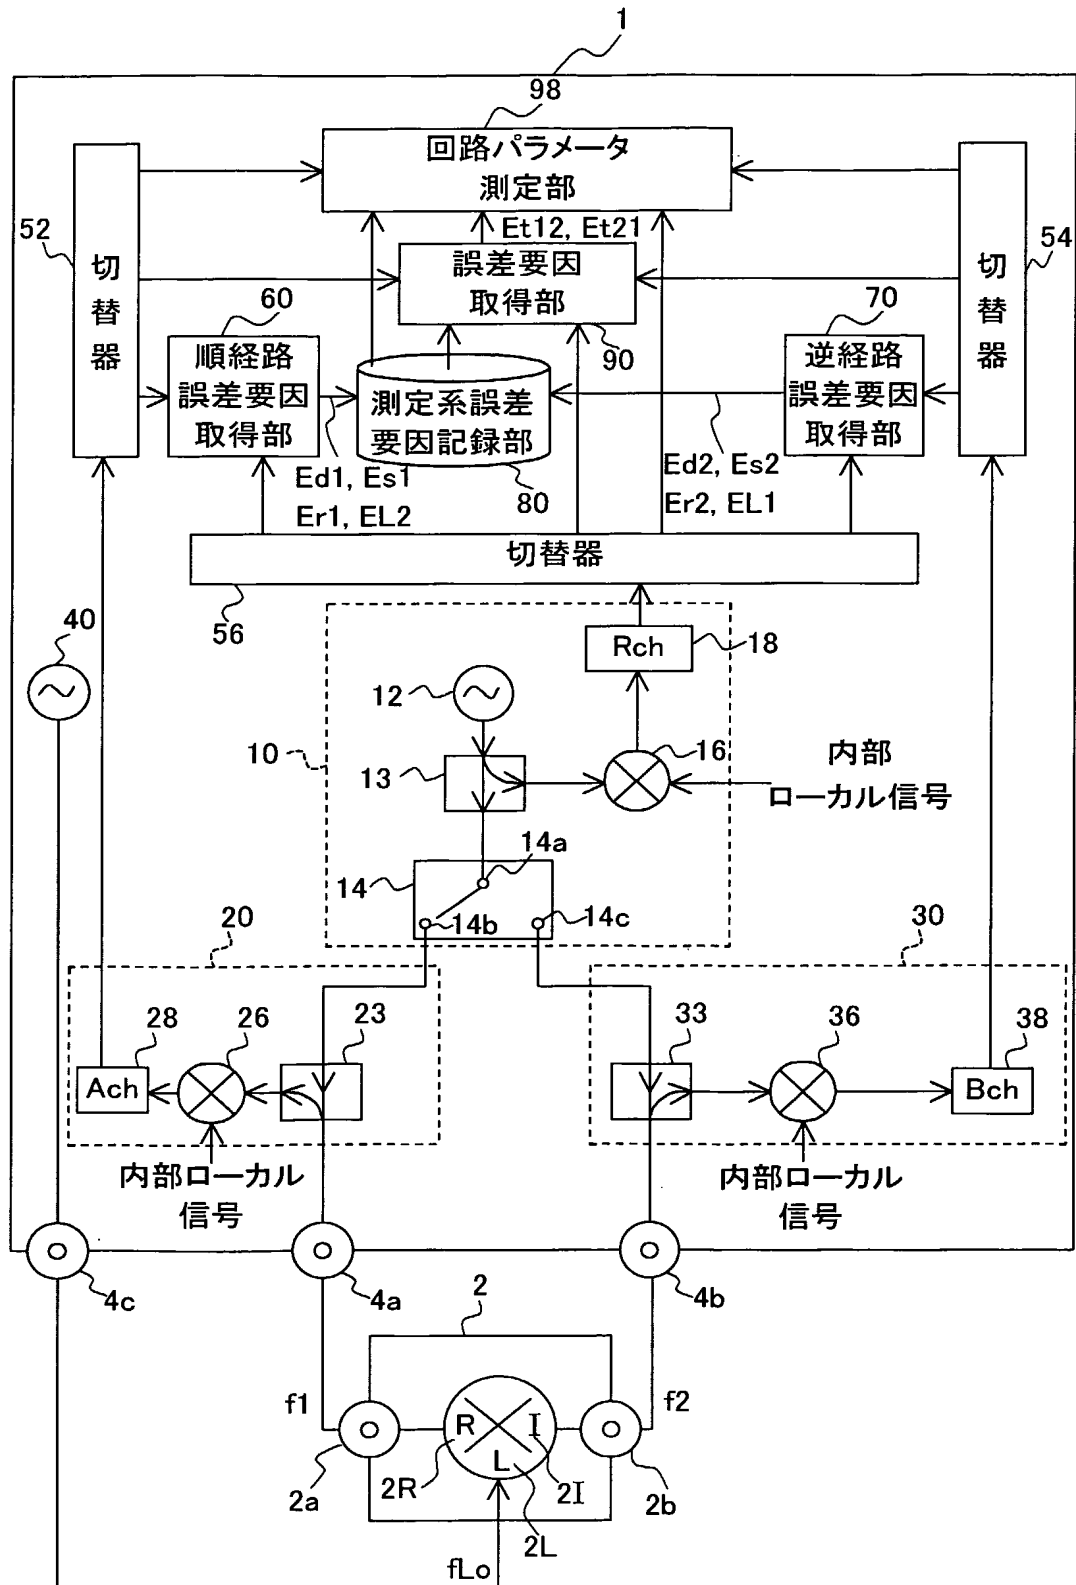 1
98
回路パラメータ
測定部
52
切替器
Et12, Et21
誤差要因
取得部
90
54
切替器
60
順経路
誤差要因
取得部
70
逆経路
誤差要因
取得部
測定系誤差
要因記録部
80
Ed1, Es1
Er1, EL2
Ed2, Es2
Er2, EL1
切替器
56
40
Rch
18
12
10
13
16
内部
ローカル信号
14a
14
14b
14c
20
30
28
26
23
33
36
38
Ach
Bch
内部ローカル
信号
内部ローカル
信号
4c
4a
4b
2
f1
f2
R
I
L
2a
2R
2I
2b
2L
fLo